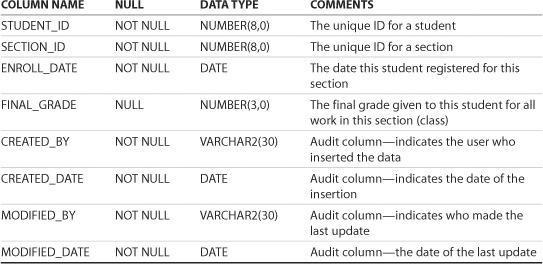 COLUMN NAME NULL DATA TYPE COMMENTS
STUDENT_ID NOT NULL NUMBER(8,0) The unique ID for a student
SECTION_ID NOT NULL NUMBER(8,0) The unique ID for a section
ENROLL_DATE NOT NULL DATE The date this student registered for this
section
FINAL_GRADE NULL NUMBER(3,0) The final grade given to this student for all
work in this section (class)
CREATED_BY NOT NULL VARCHAR2(30) Audit column—indicates the user who
inserted the data
CREATED_DATE NOT NULL DATE Audit column—indicates the date of the
insertion
MODIFIED_BY NOT NULL VARCHAR2(30) Audit column—indicates who made the
last update
MODIFIED_DATE NOT NULL DATE Audit column—the date of the last update